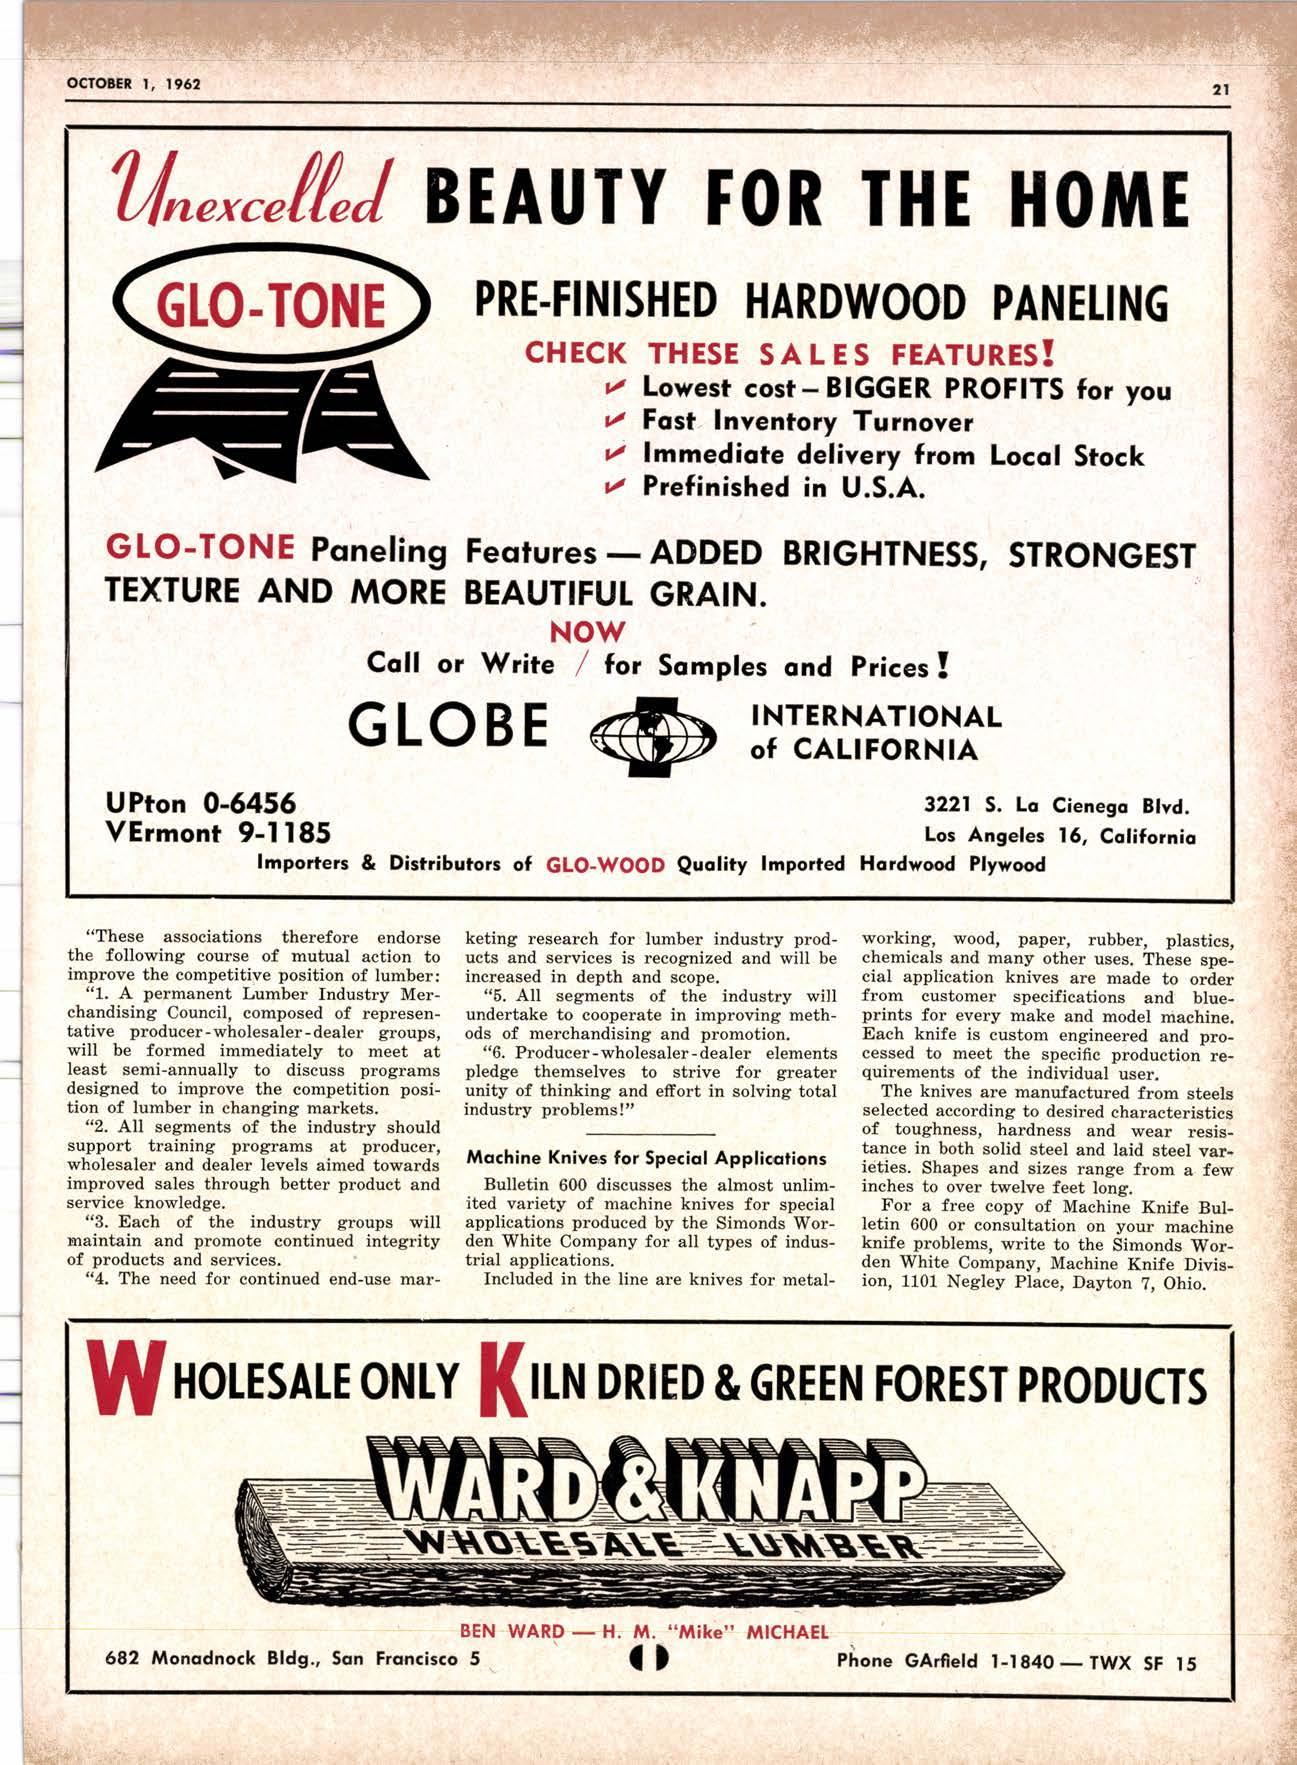 OCTOBER 1, 1962
21
Unexcelled BEAUTY FOR THE HOME
GLO-TONE
PRE-FINISHED HARDWOOD PANELING
CHECK THESE SALES FEATURES!
Lowest cost — BIGGER PROFITS for you
Fast Inventory Turnover
Immediate delivery from Local Stock
Prefinished in U.S.A.
GLO-TONE Paneling Features — ADDED BRIGHTNESS, STRONGEST
TEXTURE AND MORE BEAUTIFUL GRAIN.
NOW
Call or Write / for Samples and Prices!
GLOBE
INTERNATIONAL
of CALIFORNIA
UPton 0-6456
VErmont 9-1185
3221 S. La Cienega Blvd.
Los Angeles 16, California
Importers & Distributors of GLO-WOOD Quality Imported Hardwood Plywood
"These associations therefore endorse
the following course of mutual action to
improve the competitive position of lumber:
"1. A permanent Lumber Industry Mer-
chandising Council, composed of represen-
tative producer-wholesaler-dealer groups,
will be formed immediately to meet at
least semi-annually to discuss programs
designed to improve the competition posi-
tion of lumber in changing markets.
"2. All segments of the industry should
support training programs at producer,
wholesaler and dealer levels aimed towards
improved sales through better product and
service knowledge.
"3. Each of the industry groups will
maintain and promote continued integrity
of products and services.
"4. The need for continued end-use mar-
keting research for lumber industry prod-
ucts and services is recognized and will be
increased in depth and scope.
"5. All segments of the industry will
undertake to cooperate in improving meth-
ods of merchandising and promotion.
"6. Producer-wholesaler-dealer elements
pledge themselves to strive for greater
unity of thinking and effort in solving total
industry problems!"
Machine Knives for Special Applications
Bulletin 600 discusses the almost unlim-
ited variety of machine knives for special
applications produced by the Simonds Wor-
den White Company for all types of indus-
trial applications.
Included in the line are knives for metal-
working, wood, paper, rubber, plastics,
chemicals and many other uses. These spe-
cial application knives are made to order
from customer specifications and blue-
prints for every make and model machine.
Each knife is custom engineered and pro-
cessed to meet the specific production re-
quirements of the individual user.
The knives are manufactured from steels
selected according to desired characteristics
of toughness, hardness and wear resis-
tance in both solid steel and laid steel var-
ieties. Shapes and sizes range from a few
inches to over twelve feet long.
For a free copy of Machine Knife Bul-
letin 600 or consultation on your machine
knife problems, write to the Simonds Wor-
den White Company, Machine Knife Divis-
ion, 1101 Negley Place, Dayton 7, Ohio.
WHOLESALE ONLY KILN DRIED & GREEN FOREST PRODUCTS
WARD & KNAPP
WHOLESALE LUMBER
BEN WARD — H. M. "Mike" MICHAEL
682 Monadnock Bldg., San Francisco 5
Phone GArfield 1-1840 — TWX SF 15